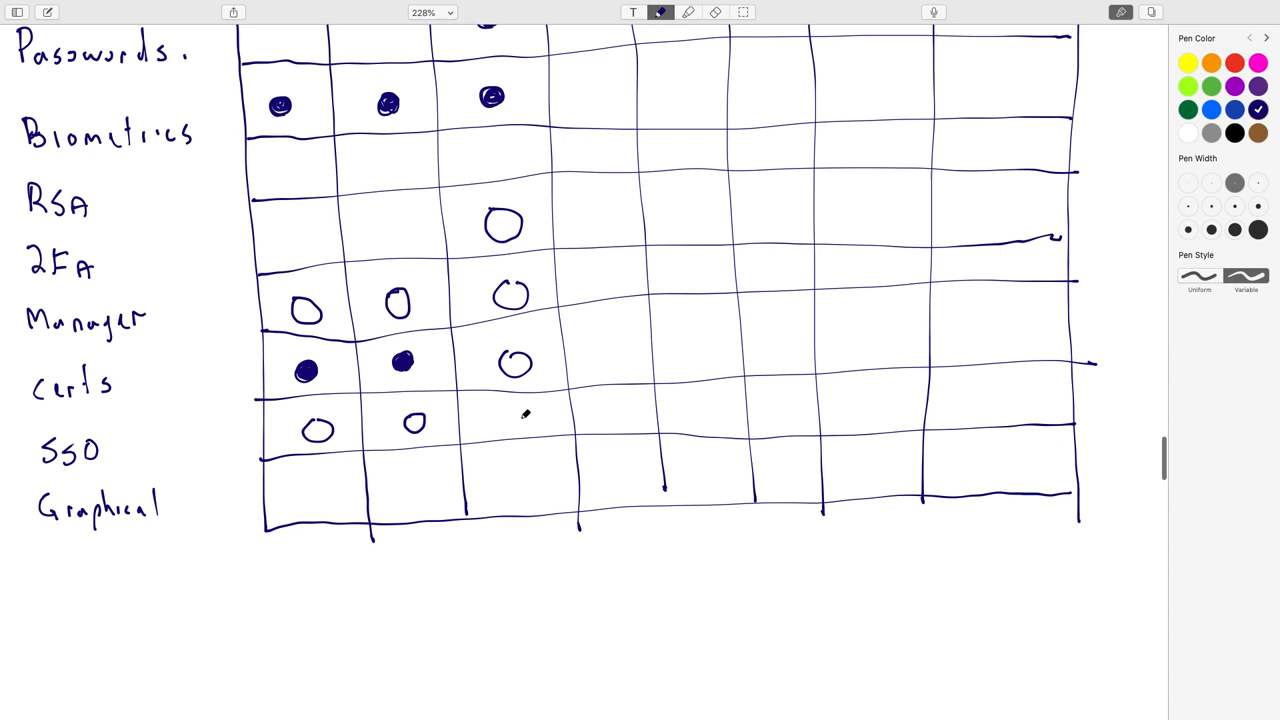 T
228%
Passwords.
Biometrics
RSA
2FA
Manager
Certs
SSO
Graphical
Pen Color
Pen Width
Pen Style
Uniform Variable